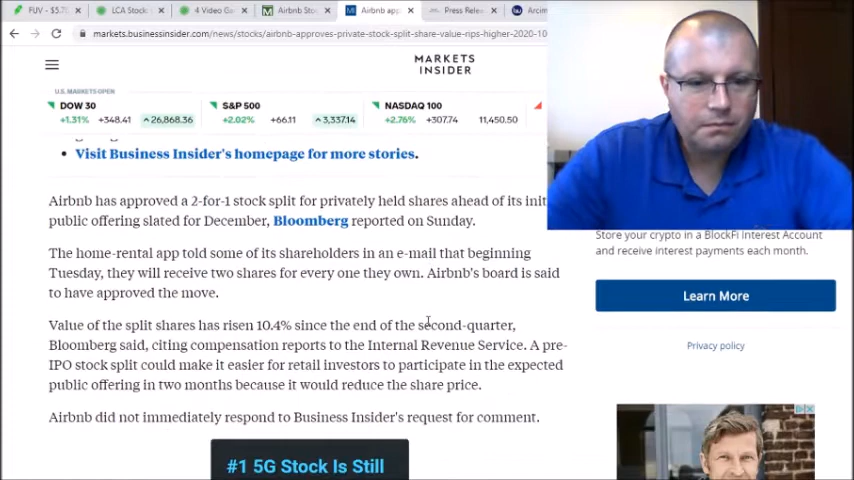 FUV - $5.70
LCA Stock:
4 Video Ga
Airbnb Stoc
Airbnb app
Press Relea
Arcim
markets.businessinsider.com/news/stocks/airbnb-approves-private-stock-split-share-value-rips-higher-2020-10
MARKETS
INSIDER
U.S. MARKETS OPEN
DOW 30
+1.31% +348.41 26,868.36
S&P 500
+2.02% +66.11 3,337.14
NASDAQ 100
+2.76% +307.74 11,450.50
• Visit Business Insider's homepage for more stories.
Airbnb has approved a 2-for-1 stock split for privately held shares ahead of its init
public offering slated for December, Bloomberg reported on Sunday.
The home-rental app told some of its shareholders in an e-mail that beginning
Tuesday, they will receive two shares for every one they own. Airbnb's board is said
to have approved the move.
Value of the split shares has risen 10.4% since the end of the second-quarter,
Bloomberg said, citing compensation reports to the Internal Revenue Service. A pre-
IPO stock split could make it easier for retail investors to participate in the expected
public offering in two months because it would reduce the share price.
Airbnb did not immediately respond to Business Insider's request for comment.
#1 5G Stock Is Still
Store your crypto in a BlockFi Interest Account
and receive interest payments each month.
Learn More
Privacy policy